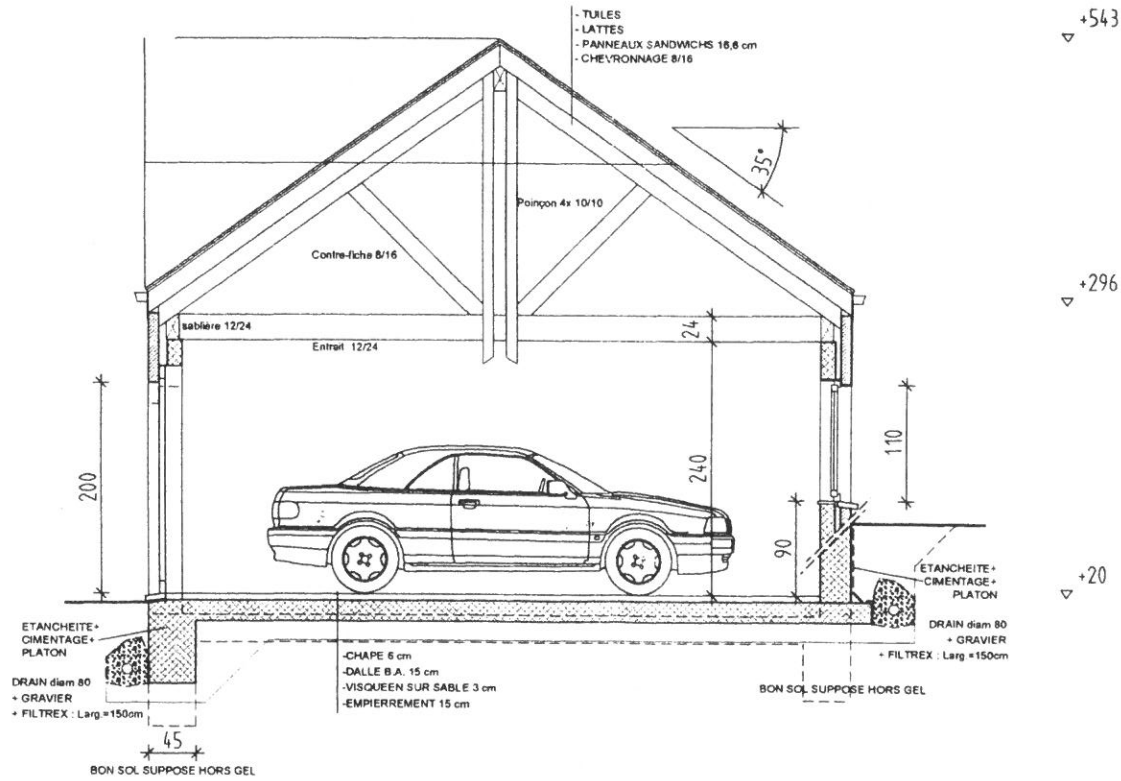 - TUILES
- LATTES
- PANNEAUX SANDWICHS 16,6 cm
- CHEVRONNAGE 8/16
+543
35°
Poinçon 4x 10/10
Contre-fiche 8/16
+296
sablière 12/24
24
Entrait 12/24
200
240
110
90
ETANCHEITE+
CIMENTAGE+
PLATON
+20
ETANCHEITE+
CIMENTAGE+
PLATON
DRAIN diam 80
+ GRAVIER
+ FILTREX : Larg =150cm
-CHAPE 6 cm
-DALLE B.A. 15 cm
-VISQUEEN SUR SABLE 3 cm
-EMPIERREMENT 15 cm
DRAIN diam 80
+ GRAVIER
+ FILTREX : Larg.=150cm
BON SOL SUPPOSE HORS GEL
45
BON SOL SUPPOSE HORS GEL